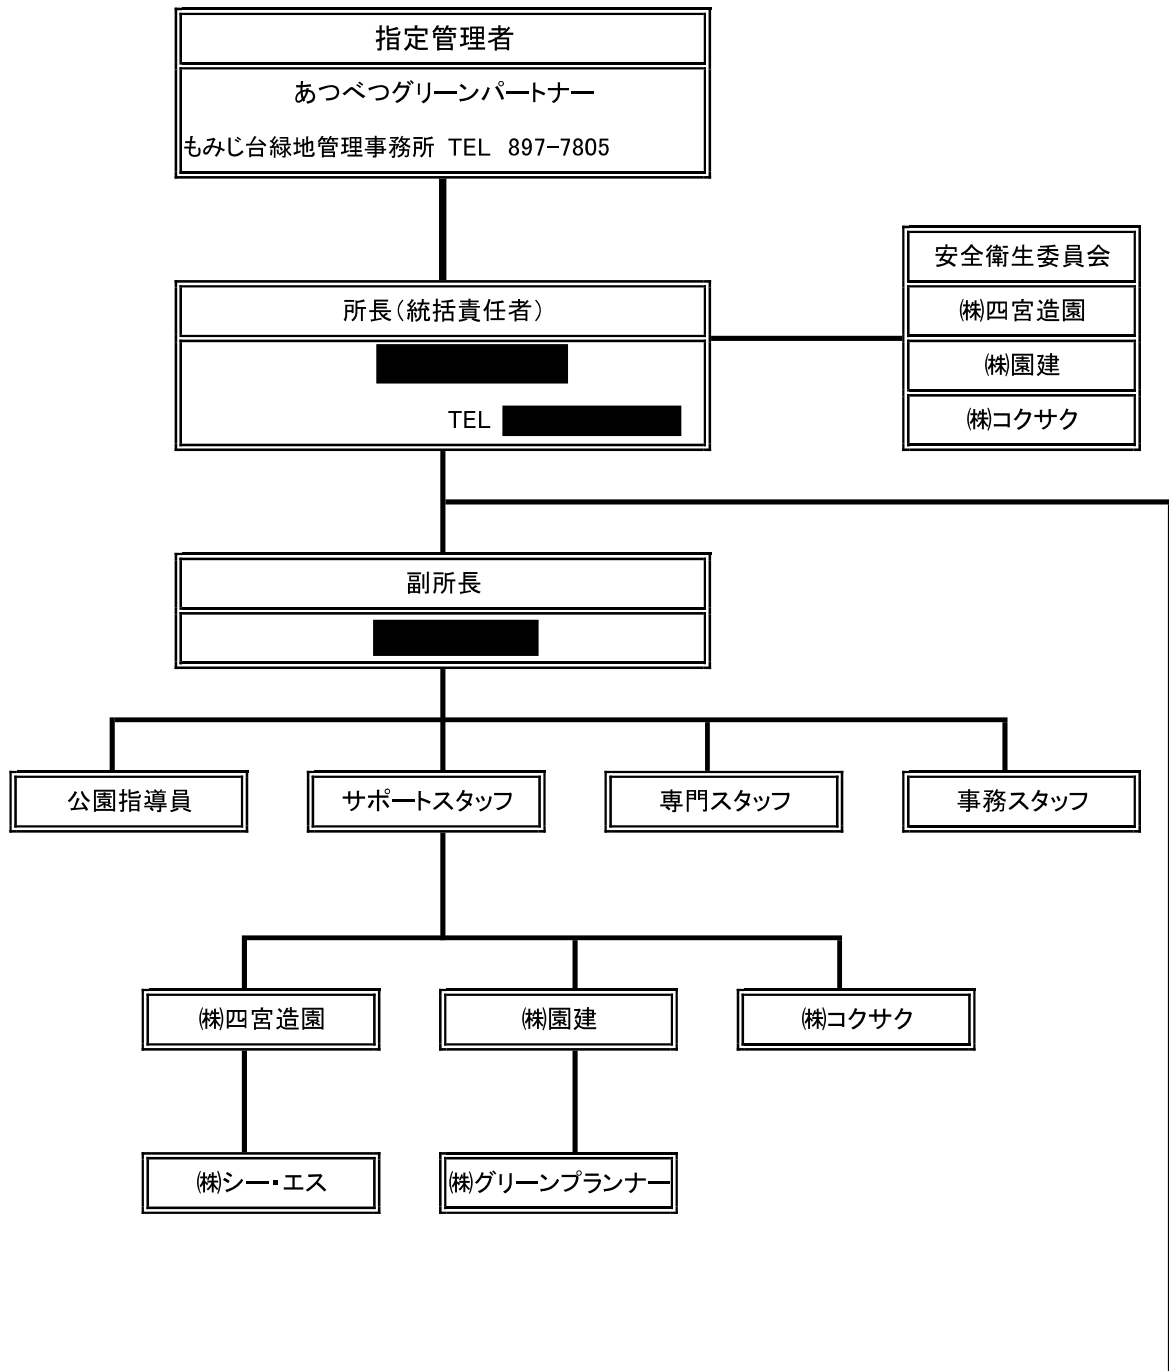 指定管理者
あつべつグリーンパートナー
もみじ台緑地管理事務所 TEL 897-7805
安全衛生委員会
㈱四宮造園
㈱園建
㈱コクサク
所長(統括責任者)
TEL
副所長
公園指導員
サポートスタッフ
専門スタッフ
事務スタッフ
㈱四宮造園
㈱園建
㈱コクサク
㈱シー・エス
㈱グリーンプランナー